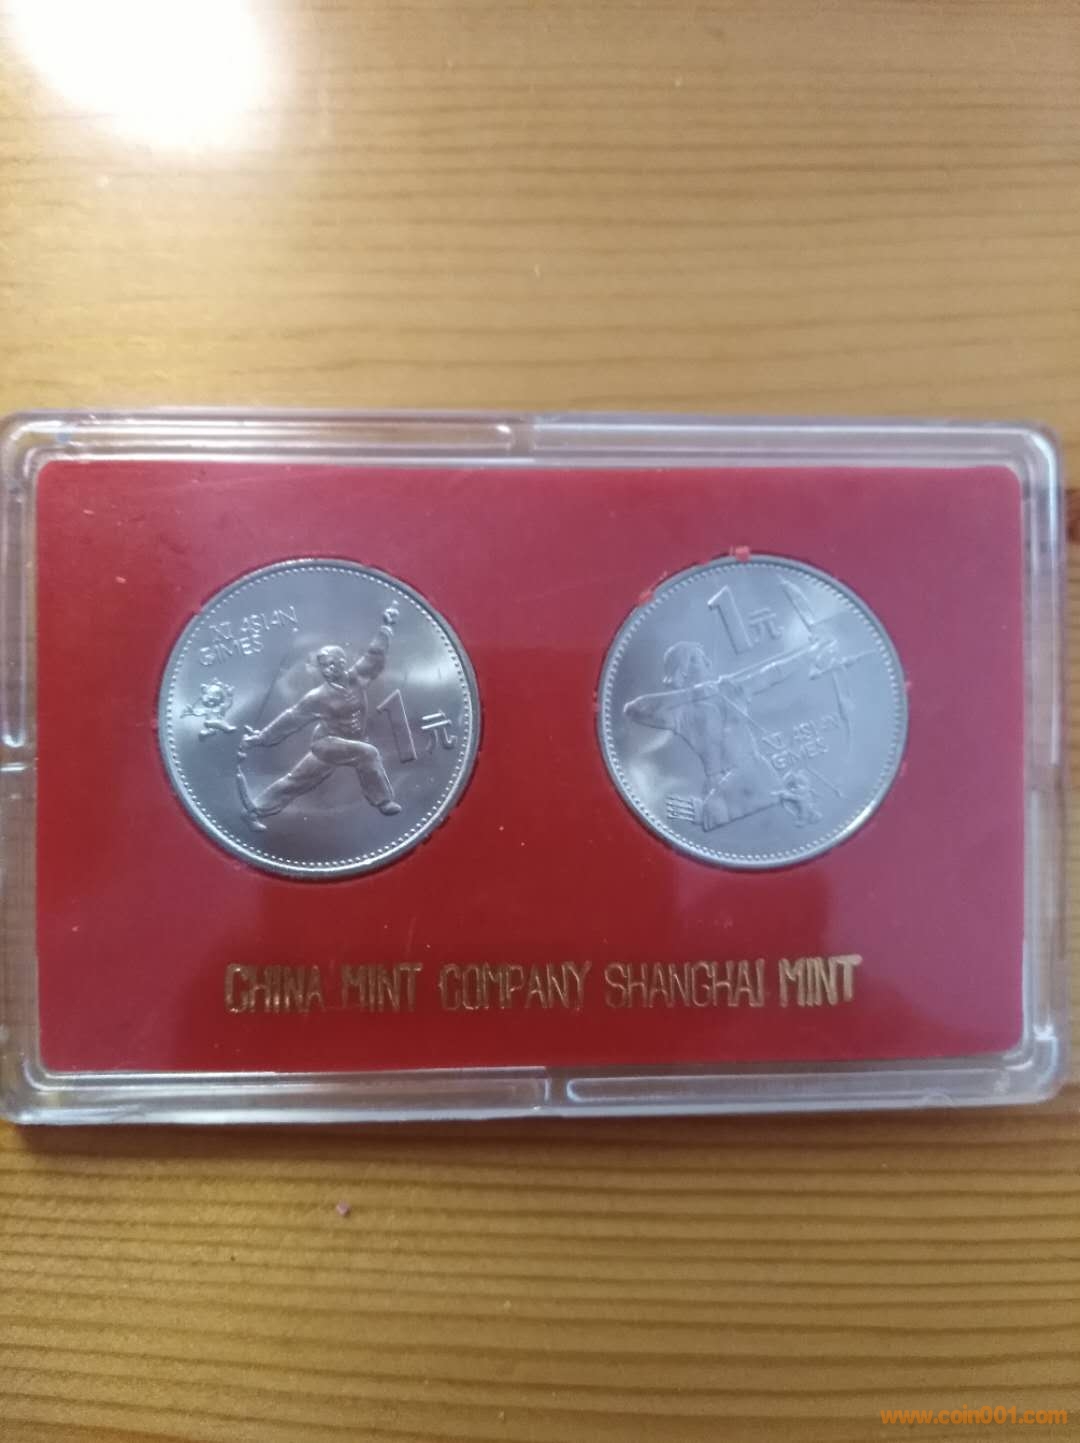 XI ASIAN
GAMES
1元
1元
XI ASIAN
GAMES
CHINA MINT COMPANY SHANGHAI MINT
www.coin001.com